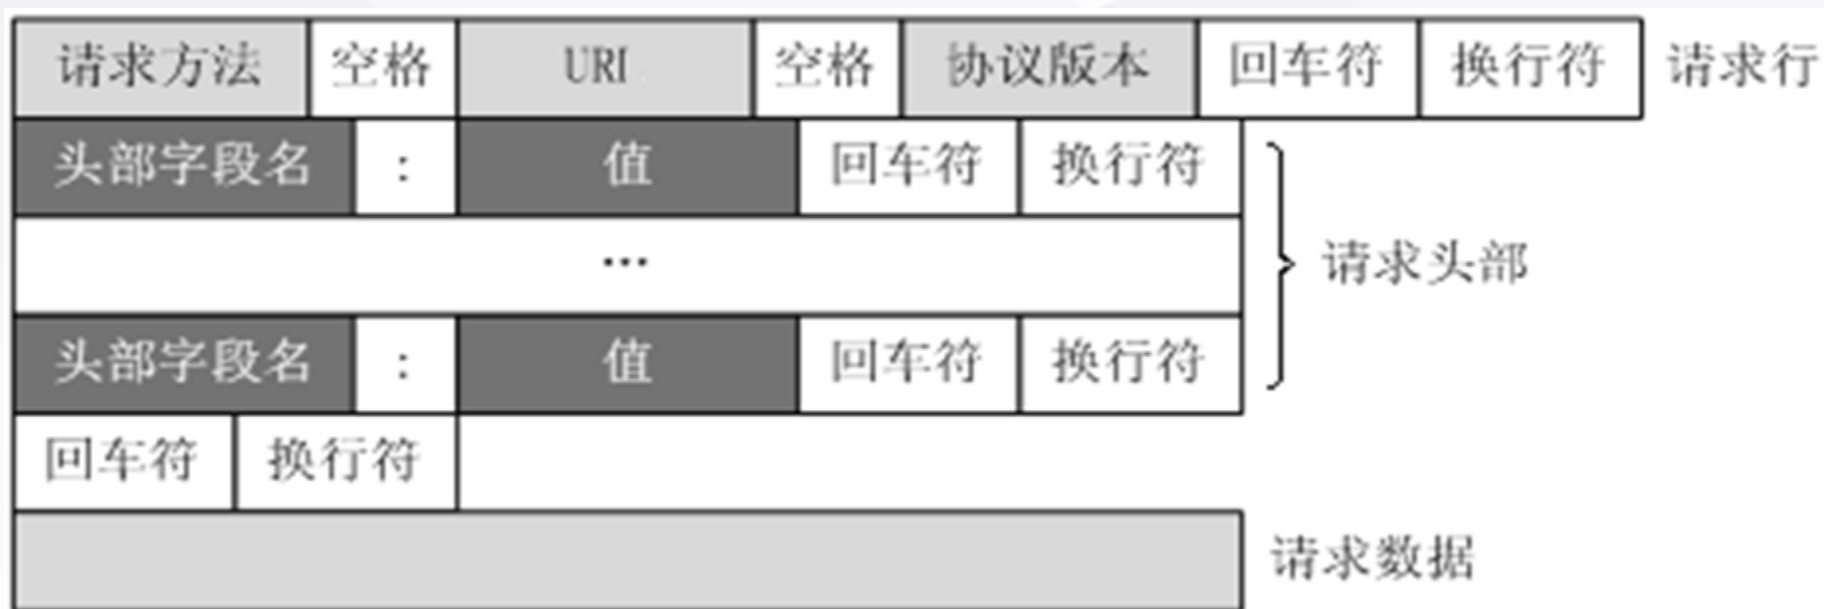 请求方法 空格 URI 空格 协议版本 回车符 换行符 请求行
头部字段名 : 值 回车符 换行符
… 请求头部
头部字段名 : 值 回车符 换行符
回车符 换行符
请求数据